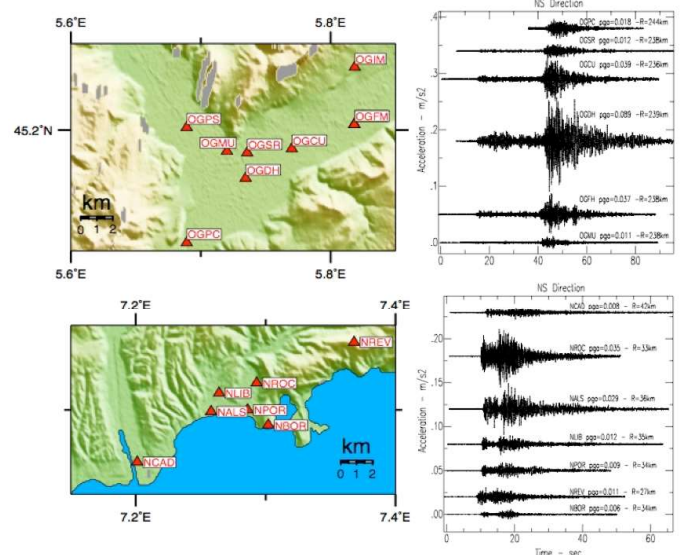 5.6°E
5.8°E
OGIM
OGPS
OGFM
45.2°N
OGMU
OGSR
OGCU
OGDH
km
0 1 2
OGPC
5.6°E
5.8°E
NS Direction
OGPC pga=0.018 -R=244km
OGSR pga=0.012 -R=238km
OGCU pga=0.039 -R=236km
OGDH pga=0.089 -R=239km
OGFH pga=0.037 -R=238km
OGMU pga=0.011 -R=238km
Acceleration - m/s2
.4
.3
.2
.1
.0
0 20 40 60 80 100
7.2°E
7.4°E
NREV
NROC
NLIB
NALS
NPOR
NBOR
NCAD
km
0 1 2
7.2°E
7.4°E
NS Direction
NCAD pga=0.008 - R=42km
NROC pga=0.035 - R=33km
NALS pga=0.029 - R=36km
NLIB pga=0.012 - R=35km
NPOR pga=0.009 - R=34km
NREV pga=0.011 - R=27km
NBOR pga=0.006 - R=34km
Acceleration - m/s2
.20
.15
.10
.05
.00
0 20 40 60
Time - sec